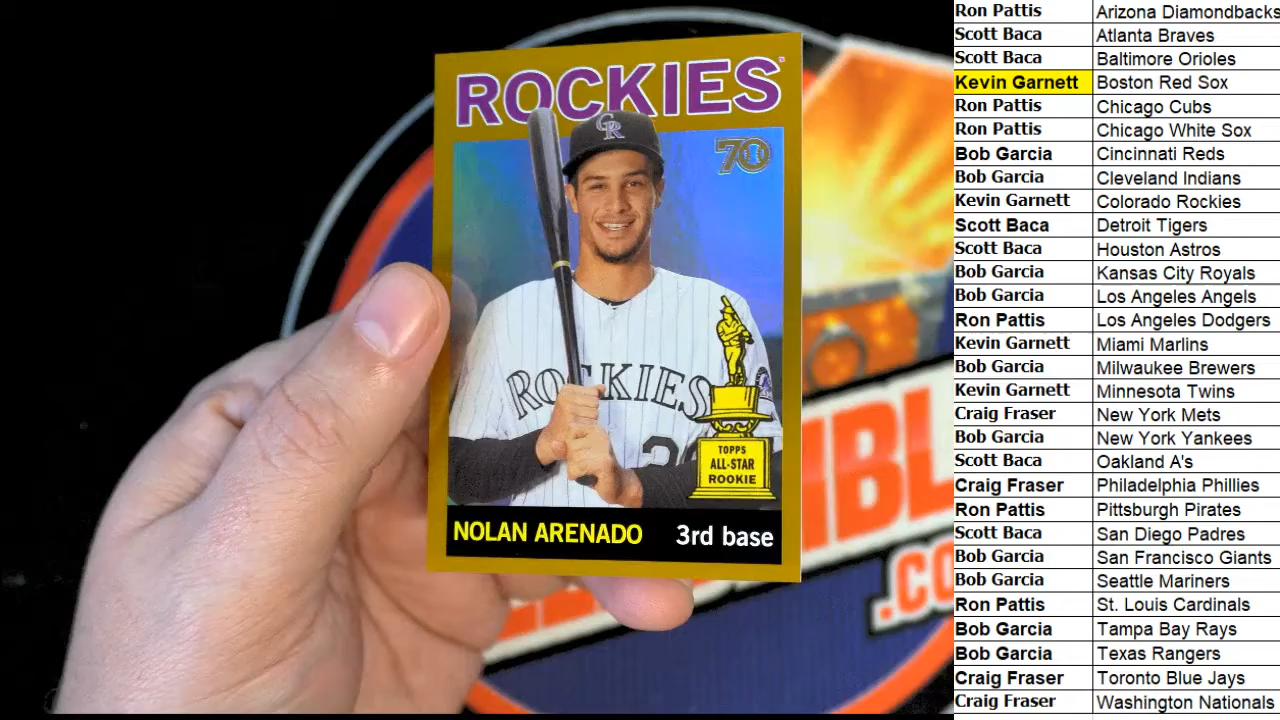 ROCKIES
CR
70
ROCKIES
TOPPS
ALL-STAR
ROOKIE
NOLAN ARENADO 3rd base
IBL
.CO
Ron Pattis Arizona Diamondbacks
Scott Baca Atlanta Braves
Scott Baca Baltimore Orioles
Kevin Garnett Boston Red Sox
Ron Pattis Chicago Cubs
Ron Pattis Chicago White Sox
Bob Garcia Cincinnati Reds
Bob Garcia Cleveland Indians
Kevin Garnett Colorado Rockies
Scott Baca Detroit Tigers
Scott Baca Houston Astros
Bob Garcia Kansas City Royals
Bob Garcia Los Angeles Angels
Ron Pattis Los Angeles Dodgers
Kevin Garnett Miami Marlins
Bob Garcia Milwaukee Brewers
Kevin Garnett Minnesota Twins
Craig Fraser New York Mets
Bob Garcia New York Yankees
Scott Baca Oakland A's
Craig Fraser Philadelphia Phillies
Ron Pattis Pittsburgh Pirates
Scott Baca San Diego Padres
Bob Garcia San Francisco Giants
Bob Garcia Seattle Mariners
Ron Pattis St. Louis Cardinals
Bob Garcia Tampa Bay Rays
Bob Garcia Texas Rangers
Craig Fraser Toronto Blue Jays
Craig Fraser Washington Nationals